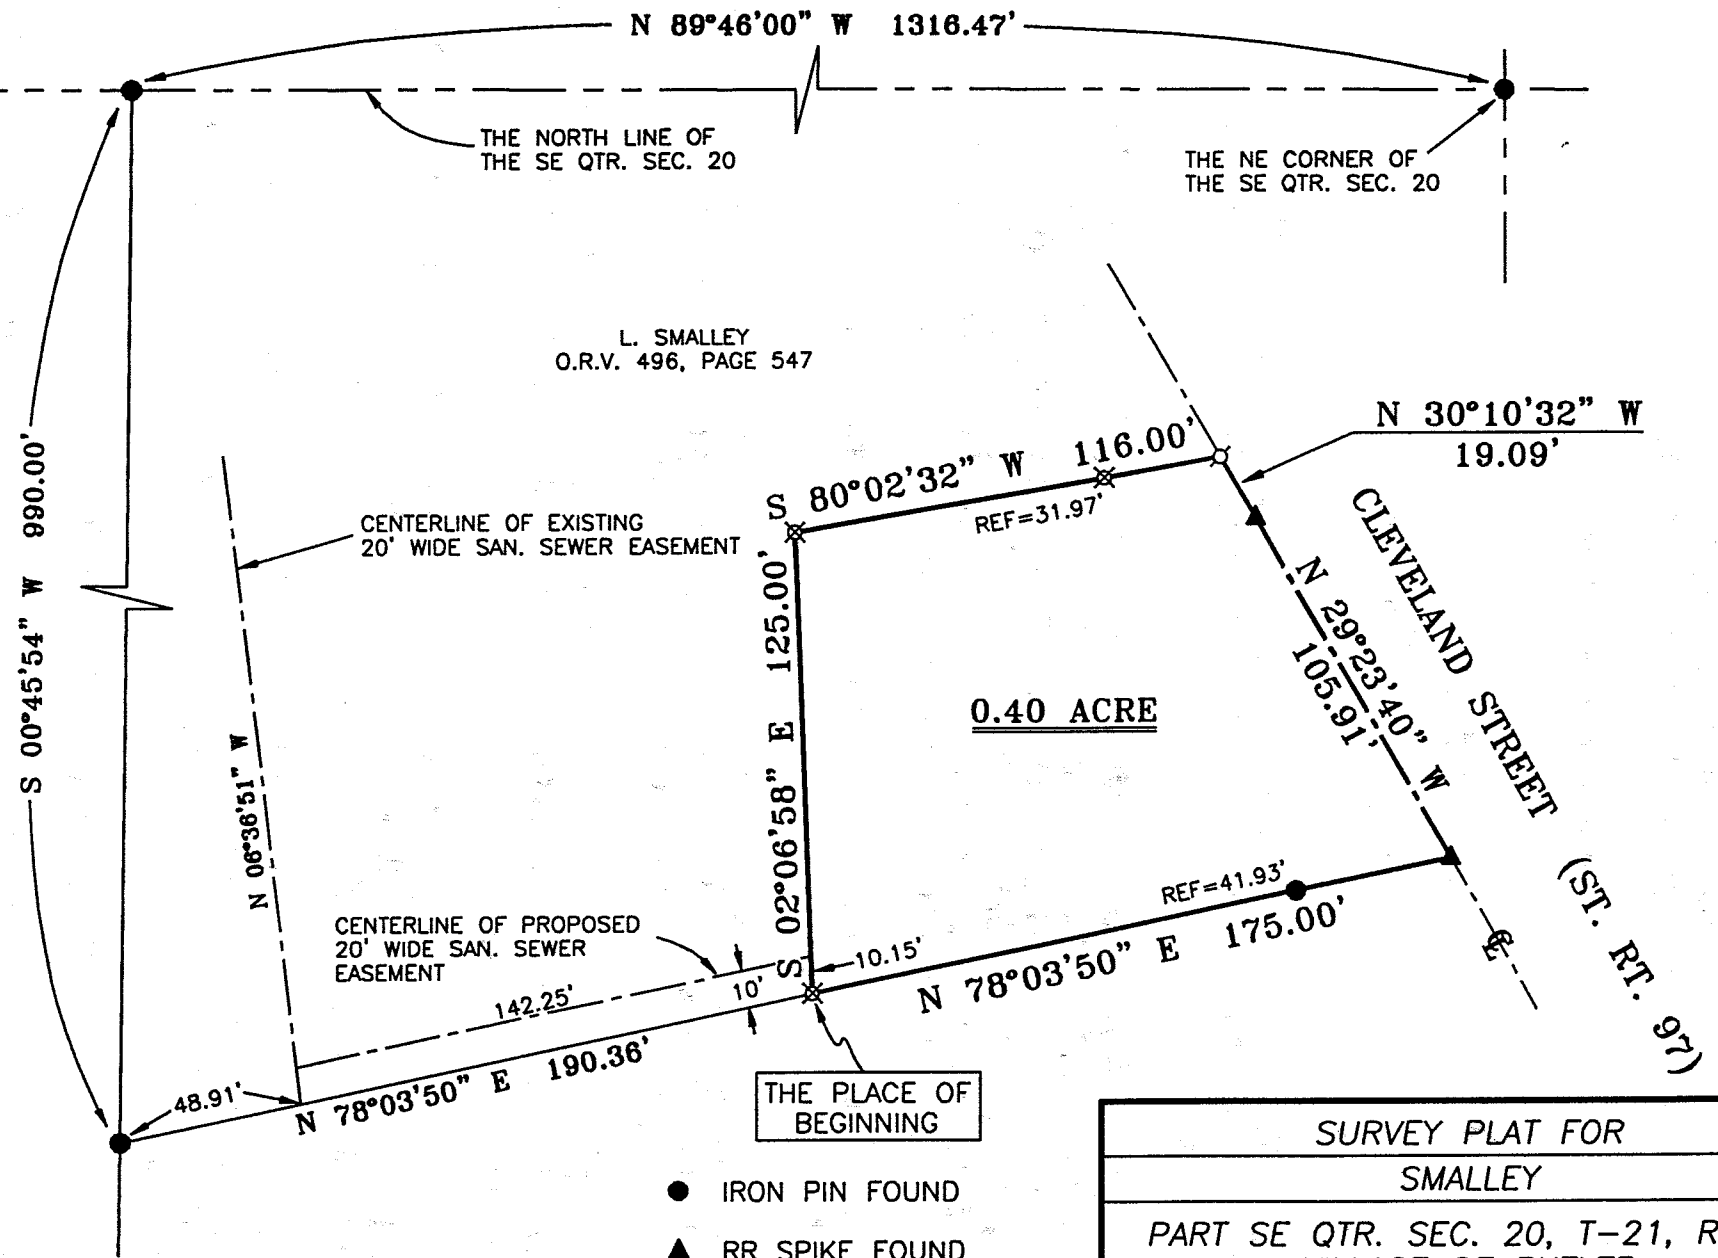 N 89°46'00" W 1316.47'
THE NORTH LINE OF
THE SE QTR. SEC. 20
THE NE CORNER OF
THE SE QTR. SEC. 20
L. SMALLEY
O.R.V. 496, PAGE 547
S 00°45'54" W 990.00'
N 30°10'32" W
19.09'
S 80°02'32" W 116.00'
REF=31.97'
CENTERLINE OF EXISTING
20' WIDE SAN. SEWER EASEMENT
S 02°06'58" E 125.00'
N 29°23'40" W
105.91'
CLEVELAND STREET (ST. RT. 97)
0.40 ACRE
N 06°36'51" W
REF=41.93'
N 78°03'50" E 175.00'
CENTERLINE OF PROPOSED
20' WIDE SAN. SEWER
EASEMENT
10.15'
10'
142.25'
48.91'
N 78°03'50" E 190.36'
THE PLACE OF
BEGINNING
IRON PIN FOUND
RR SPIKE FOUND
SURVEY PLAT FOR
SMALLEY
PART SE QTR. SEC. 20, T-21, R